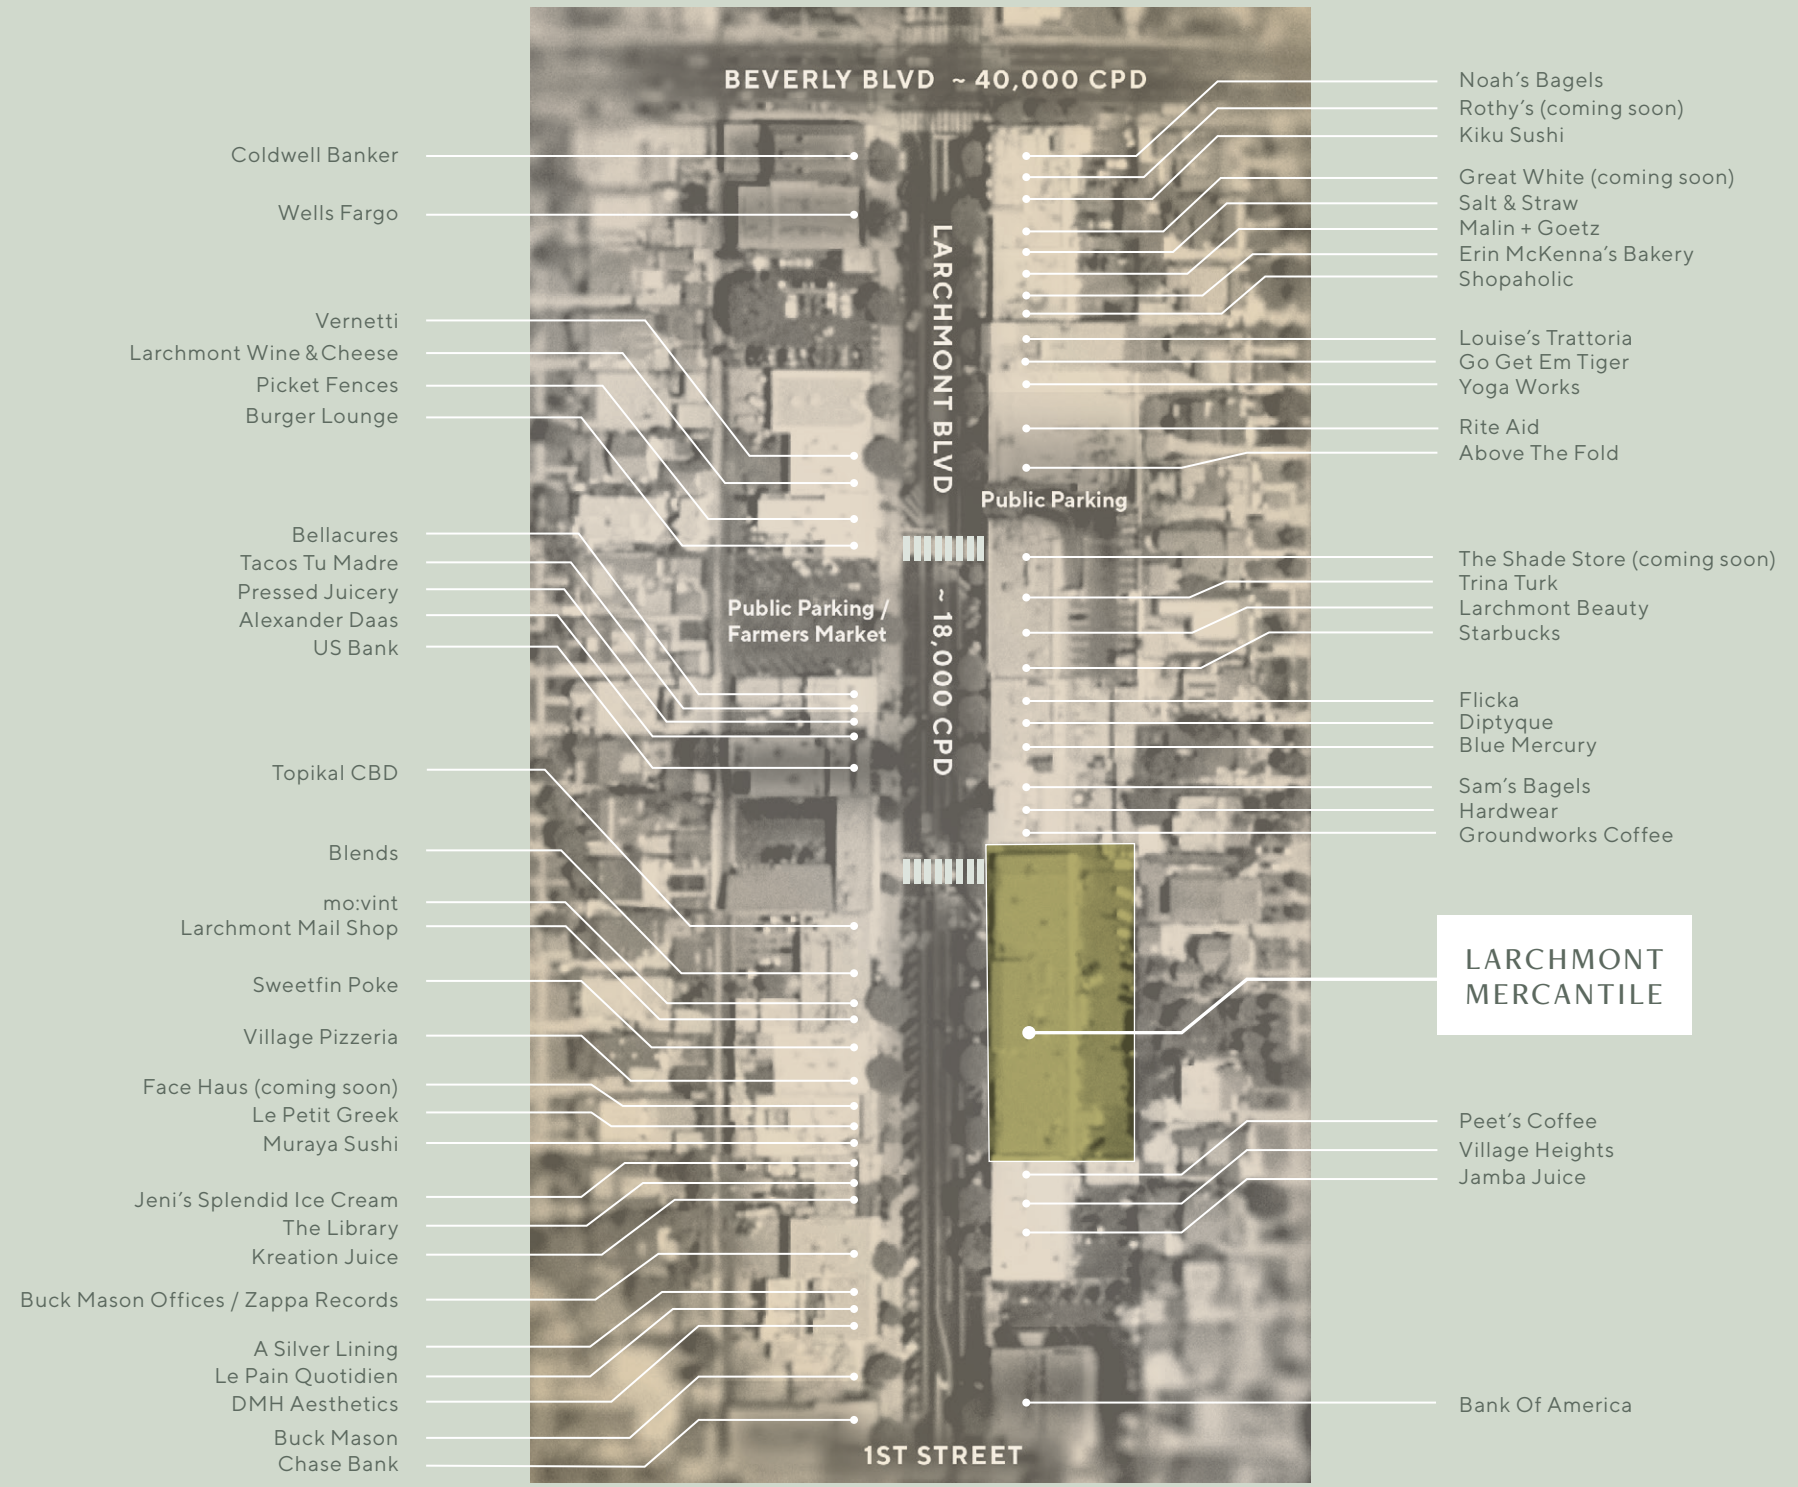 BEVERLY BLVD ~ 40,000 CPD
Coldwell Banker
Wells Fargo
Vernetti
Larchmont Wine & Cheese
Picket Fences
Burger Lounge
Bellacures
Tacos Tu Madre
Pressed Juicery
Alexander Daas
US Bank
Topikal CBD
Blends
mo:vint
Larchmont Mail Shop
Sweetfin Poke
Village Pizzeria
Face Haus (coming soon)
Le Petit Greek
Muraya Sushi
Jeni's Splendid Ice Cream
The Library
Kreation Juice
Buck Mason Offices / Zappa Records
A Silver Lining
Le Pain Quotidien
DMH Aesthetics
Buck Mason
Chase Bank
LARCHMONT BLVD ~ 18,000 CPD
Public Parking
Public Parking /
Farmers Market
1ST STREET
Noah's Bagels
Rothy's (coming soon)
Kiku Sushi
Great White (coming soon)
Salt & Straw
Malin + Goetz
Erin McKenna's Bakery
Shopaholic
Louise's Trattoria
Go Get Em Tiger
Yoga Works
Rite Aid
Above The Fold
The Shade Store (coming soon)
Trina Turk
Larchmont Beauty
Starbucks
Flicka
Diptyque
Blue Mercury
Sam's Bagels
Hardwear
Groundworks Coffee
LARCHMONT
MERCANTILE
Peet's Coffee
Village Heights
Jamba Juice
Bank Of America